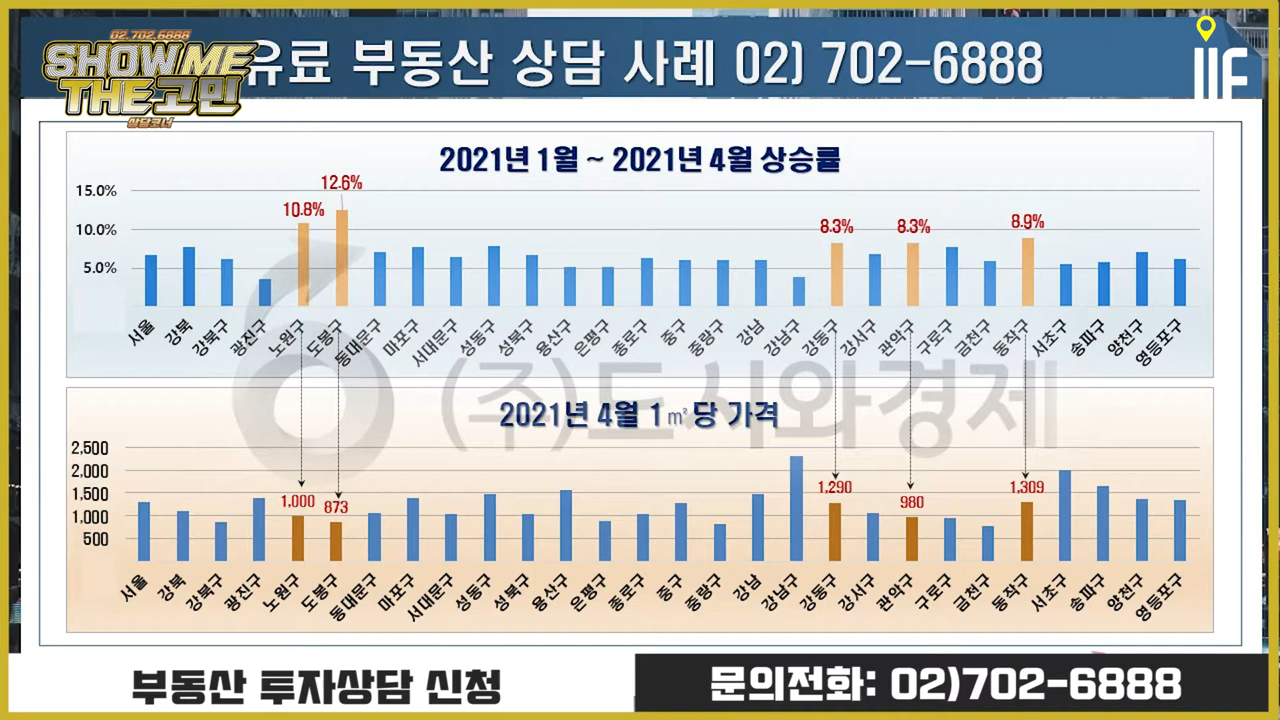 02.702.6888
SHOW ME
THE 고민
상담코너
유료 부동산 상담 사례 02) 702-6888
IIF
2021년 1월 ~ 2021년 4월 상승률
15.0%
10.0%
5.0%
10.8%
12.6%
8.3%
8.3%
8.9%
서울 강북 강북구 광진구 노원구 도봉구 동대문구 마포구 서대문구 성동구 성북구 용산구 은평구 종로구 중구 중랑구 강남 강남구 강동구 강서구 관악구 구로구 금천구 동작구 서초구 송파구 양천구 영등포구
(주)도시와경제
2021년 4월 1㎡당 가격
2,500
2,000
1,500
1,000
500
1,000
873
1,290
980
1,309
서울 강북 강북구 광진구 노원구 도봉구 동대문구 마포구 서대문구 성동구 성북구 용산구 은평구 종로구 중구 중랑구 강남 강남구 강동구 강서구 관악구 구로구 금천구 동작구 서초구 송파구 양천구 영등포구
부동산 투자상담 신청
문의전화: 02)702-6888